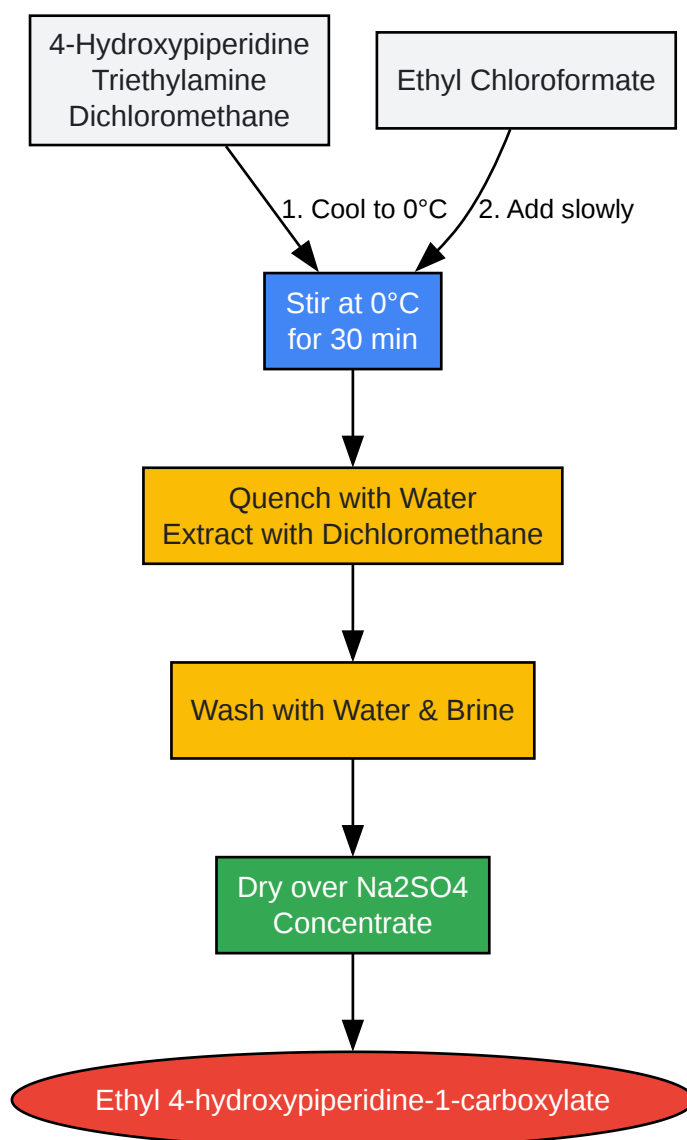 4-Hydroxypiperidine
Triethylamine
Dichloromethane
Ethyl Chloroformate
1. Cool to 0°C
2. Add slowly
Stir at 0°C
for 30 min
Quench with Water
Extract with Dichloromethane
Wash with Water & Brine
Dry over Na2SO4
Concentrate
Ethyl 4-hydroxypiperidine-1-carboxylate